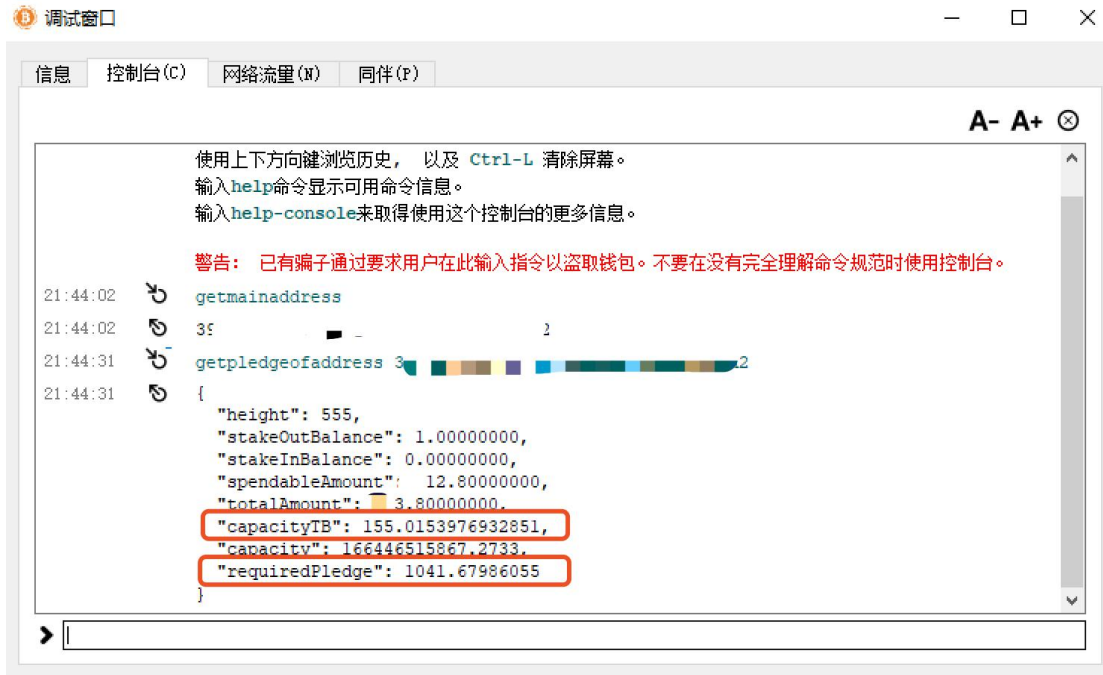 调试窗口
信息 控制台(C) 网络流量(N) 同伴(P)
A- A+
使用上下方向键浏览历史, 以及 Ctrl-L 清除屏幕。
输入help命令显示可用命令信息。
输入help-console来取得使用这个控制台的更多信息。
警告: 已有骗子通过要求用户在此输入指令以盗取钱包。不要在没有完全理解命令规范时使用控制台。
21:44:02 getmainaddress
21:44:02 39 2
21:44:31 getpledgeofaddress 3 2
21:44:31 {
"height": 555,
"stakeOutBalance": 1.00000000,
"stakeInBalance": 0.00000000,
"spendableAmount": 12.80000000,
"totalAmount": 3.80000000,
"capacityTB": 155.0153976932851,
"capacity": 166446515867.2733,
"requiredPledge": 1041.67986055
}